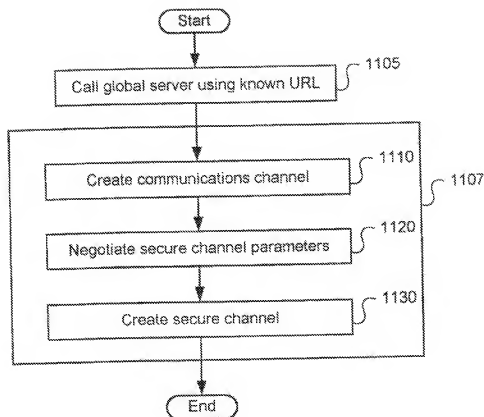 Start
Call global server using known URL
1105
Create communications channel
1110
1107
Negotiate secure channel parameters
1120
Create secure channel
1130
End